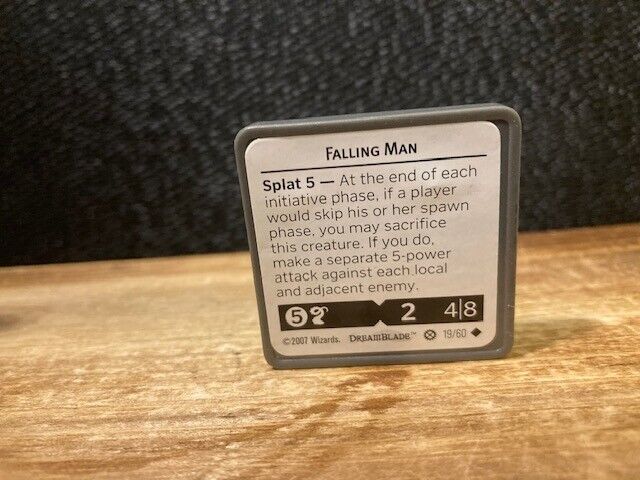 FALLING MAN
Splat 5 — At the end of each
initiative phase, if a player
would skip his or her spawn
phase, you may sacrifice
this creature. If you do,
make a separate 5-power
attack against each local
and adjacent enemy.
5 2 4|8
©2007 Wizards. DREAMBLADE™ 19/60